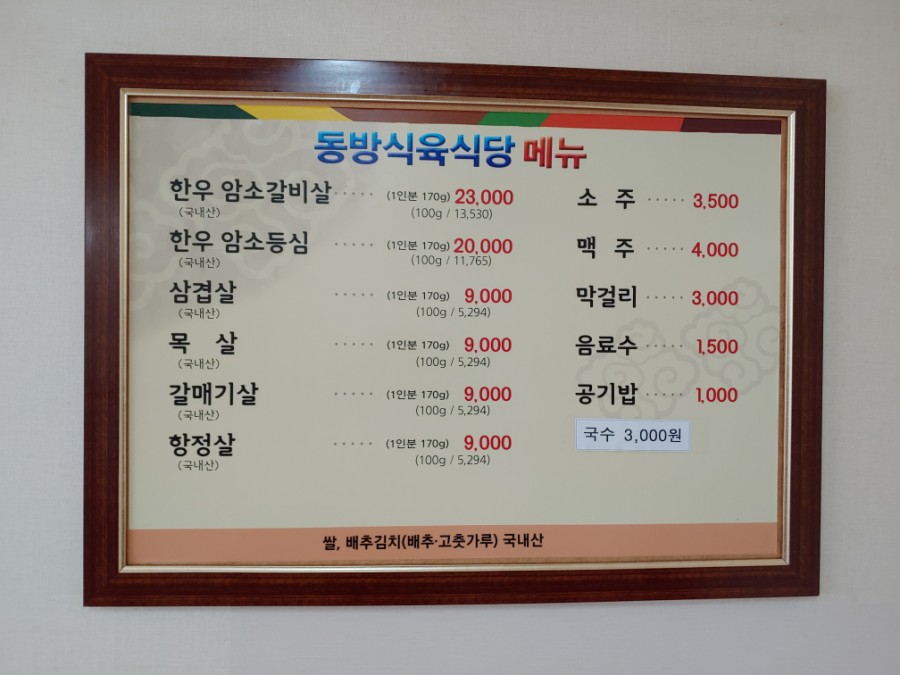 동방식육식당 메뉴
한우 암소갈비살 ····· (1인분 170g) 23,000
(국내산) (100g / 13,530)
한우 암소등심 ····· (1인분 170g) 20,000
(국내산) (100g / 11,765)
삼겹살 ····· (1인분 170g) 9,000
(국내산) (100g / 5,294)
목 살 ····· (1인분 170g) 9,000
(국내산) (100g / 5,294)
갈매기살 ····· (1인분 170g) 9,000
(국내산) (100g / 5,294)
항정살 ····· (1인분 170g) 9,000
(국내산) (100g / 5,294)
소 주 ····· 3,500
맥 주 ····· 4,000
막걸리 ····· 3,000
음료수 ····· 1,500
공기밥 ····· 1,000
국수 3,000원
쌀, 배추김치(배추·고춧가루) 국내산